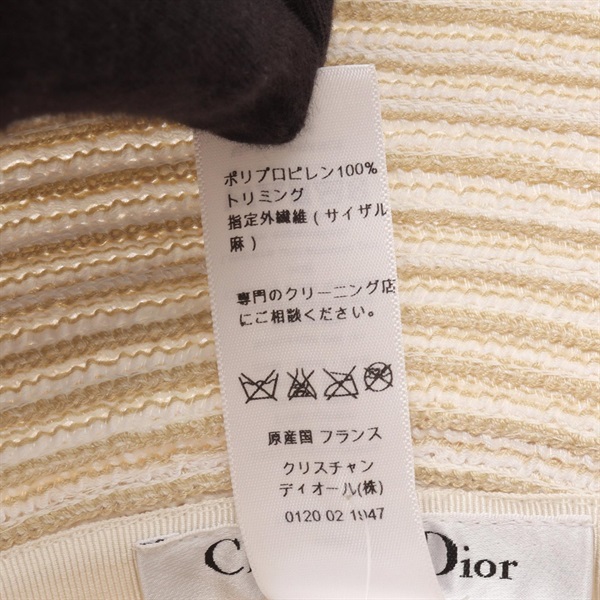 ポリプロピレン100%
トリミング
指定外繊維(サイザル
麻)
専門のクリーニング店
にご相談ください。
原産国 フランス
クリスチャン
ディオール(株)
0120 02 1947
Dior